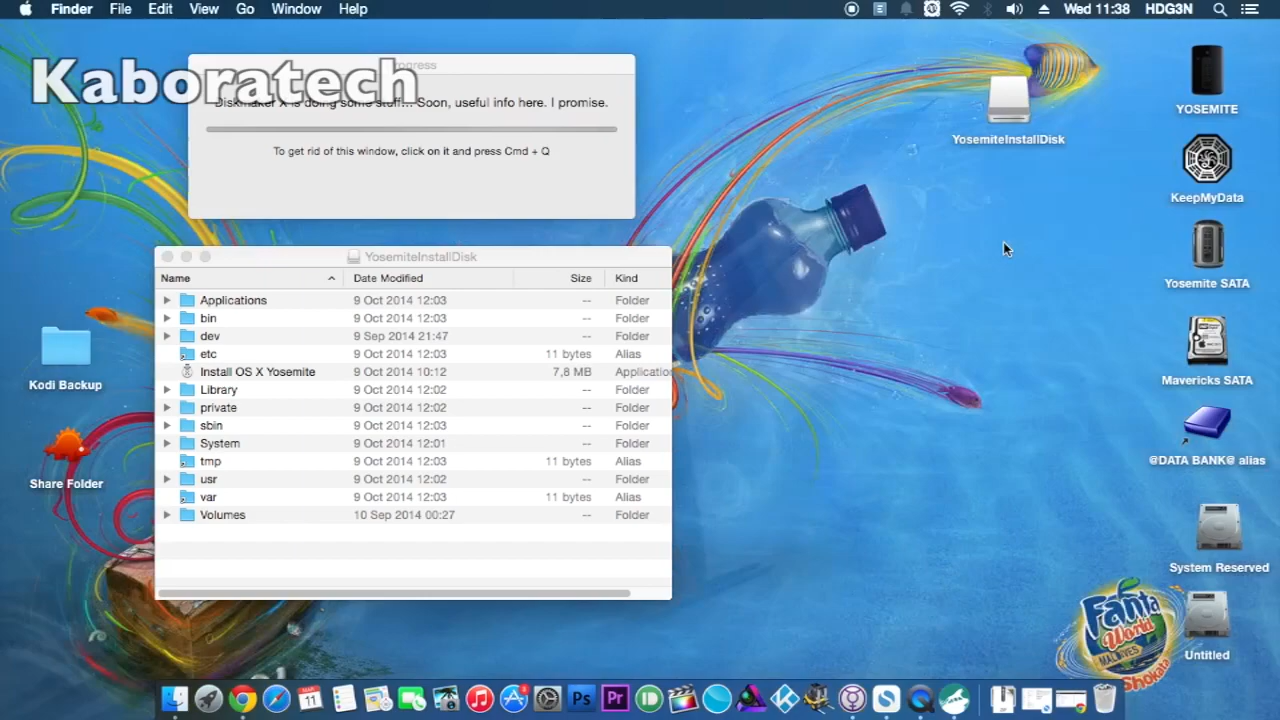 Finder File Edit View Go Window Help Wed 11:38 HDG3N
Kaboratech
Diskmaker X is doing some stuff... Soon, useful info here. I promise.
To get rid of this window, click on it and press Cmd + Q
YosemiteInstallDisk
Name Date Modified Size Kind
Applications 9 Oct 2014 12:03 -- Folder
bin 9 Oct 2014 12:03 -- Folder
dev 9 Sep 2014 21:47 -- Folder
etc 9 Oct 2014 12:03 11 bytes Alias
Install OS X Yosemite 9 Oct 2014 10:12 7,8 MB Application
Library 9 Oct 2014 12:02 -- Folder
private 9 Oct 2014 12:02 -- Folder
sbin 9 Oct 2014 12:03 -- Folder
System 9 Oct 2014 12:01 -- Folder
tmp 9 Oct 2014 12:03 11 bytes Alias
usr 9 Oct 2014 12:02 -- Folder
var 9 Oct 2014 12:03 11 bytes Alias
Volumes 10 Sep 2014 00:27 -- Folder
Kodi Backup
Share Folder
YosemiteInstallDisk
YOSEMITE
KeepMyData
Yosemite SATA
Mavericks SATA
@DATA BANK@ alias
System Reserved
Untitled
Fanta
World
MALDIVES
Shokata
MAR
11
Ps
Pr